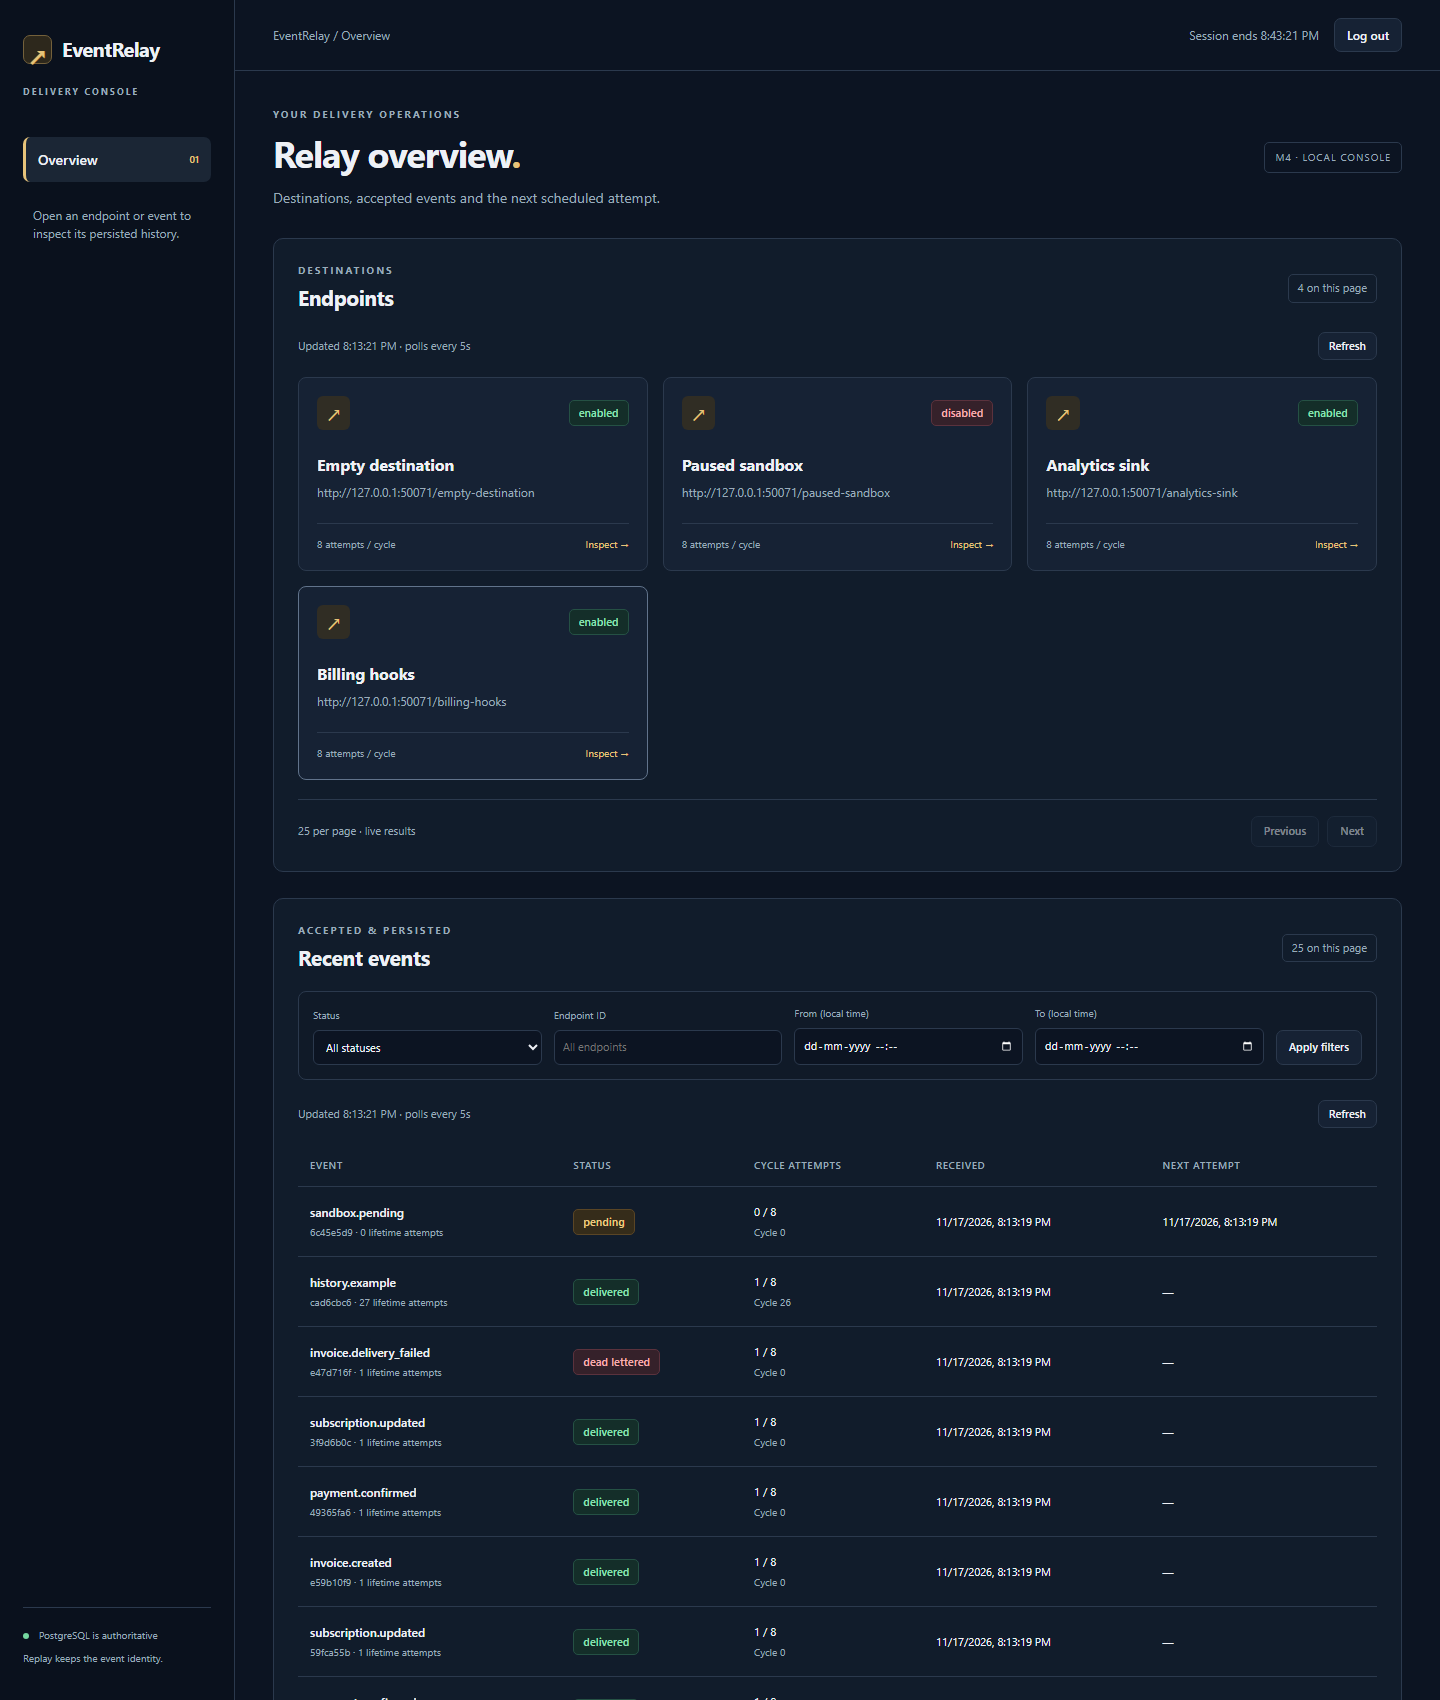 EventRelay
DELIVERY CONSOLE
Overview 01
Open an endpoint or event to
inspect its persisted history.
PostgreSQL is authoritative
Replay keeps the event identity.
EventRelay / Overview
Session ends 8:43:21 PM
Log out
YOUR DELIVERY OPERATIONS
Relay overview.
Destinations, accepted events and the next scheduled attempt.
M4 · LOCAL CONSOLE
DESTINATIONS
Endpoints
4 on this page
Updated 8:13:21 PM · polls every 5s
Refresh
enabled
Empty destination
http://127.0.0.1:50071/empty-destination
8 attempts / cycle
Inspect →
disabled
Paused sandbox
http://127.0.0.1:50071/paused-sandbox
8 attempts / cycle
Inspect →
enabled
Analytics sink
http://127.0.0.1:50071/analytics-sink
8 attempts / cycle
Inspect →
enabled
Billing hooks
http://127.0.0.1:50071/billing-hooks
8 attempts / cycle
Inspect →
25 per page · live results
Previous
Next
ACCEPTED & PERSISTED
Recent events
25 on this page
Status
All statuses
Endpoint ID
All endpoints
From (local time)
dd-mm-yyyy --:--
To (local time)
dd-mm-yyyy --:--
Apply filters
Updated 8:13:21 PM · polls every 5s
Refresh
EVENT STATUS CYCLE ATTEMPTS RECEIVED NEXT ATTEMPT
sandbox.pending
6c45e5d9 · 0 lifetime attempts
pending
0 / 8
Cycle 0
11/17/2026, 8:13:19 PM
11/17/2026, 8:13:19 PM
history.example
cad6cbc6 · 27 lifetime attempts
delivered
1 / 8
Cycle 26
11/17/2026, 8:13:19 PM
—
invoice.delivery_failed
e47d716f · 1 lifetime attempts
dead lettered
1 / 8
Cycle 0
11/17/2026, 8:13:19 PM
—
subscription.updated
3f9d6b0c · 1 lifetime attempts
delivered
1 / 8
Cycle 0
11/17/2026, 8:13:19 PM
—
payment.confirmed
49365fa6 · 1 lifetime attempts
delivered
1 / 8
Cycle 0
11/17/2026, 8:13:19 PM
—
invoice.created
e59b10f9 · 1 lifetime attempts
delivered
1 / 8
Cycle 0
11/17/2026, 8:13:19 PM
—
subscription.updated
59fca55b · 1 lifetime attempts
delivered
1 / 8
Cycle 0
11/17/2026, 8:13:19 PM
—